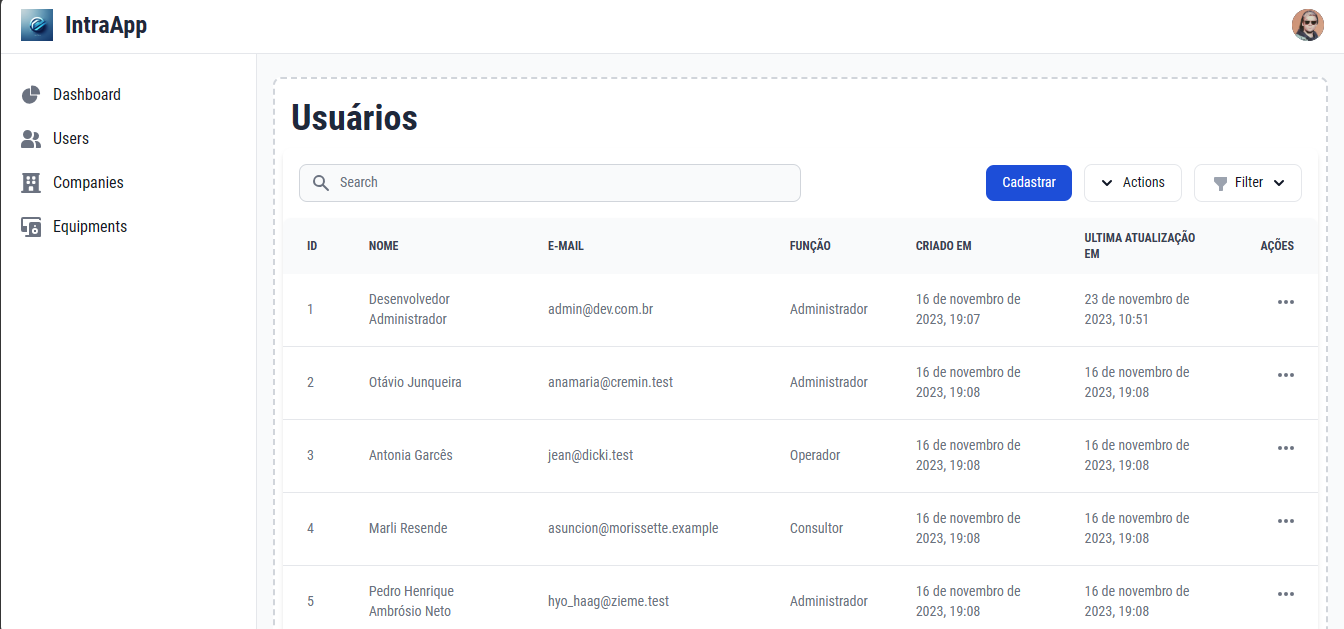 IntraApp
Dashboard
Users
Companies
Equipments
Usuários
Search
Cadastrar
Actions
Filter
ID NOME E-MAIL FUNÇÃO CRIADO EM ULTIMA ATUALIZAÇÃO EM AÇÕES
1 Desenvolvedor Administrador admin@dev.com.br Administrador 16 de novembro de 2023, 19:07 23 de novembro de 2023, 10:51
2 Otávio Junqueira anamaria@cremin.test Administrador 16 de novembro de 2023, 19:08 16 de novembro de 2023, 19:08
3 Antonia Garcês jean@dicki.test Operador 16 de novembro de 2023, 19:08 16 de novembro de 2023, 19:08
4 Marli Resende asuncion@morissette.example Consultor 16 de novembro de 2023, 19:08 16 de novembro de 2023, 19:08
5 Pedro Henrique Ambrósio Neto hyo_haag@zieme.test Administrador 16 de novembro de 2023, 19:08 16 de novembro de 2023, 19:08